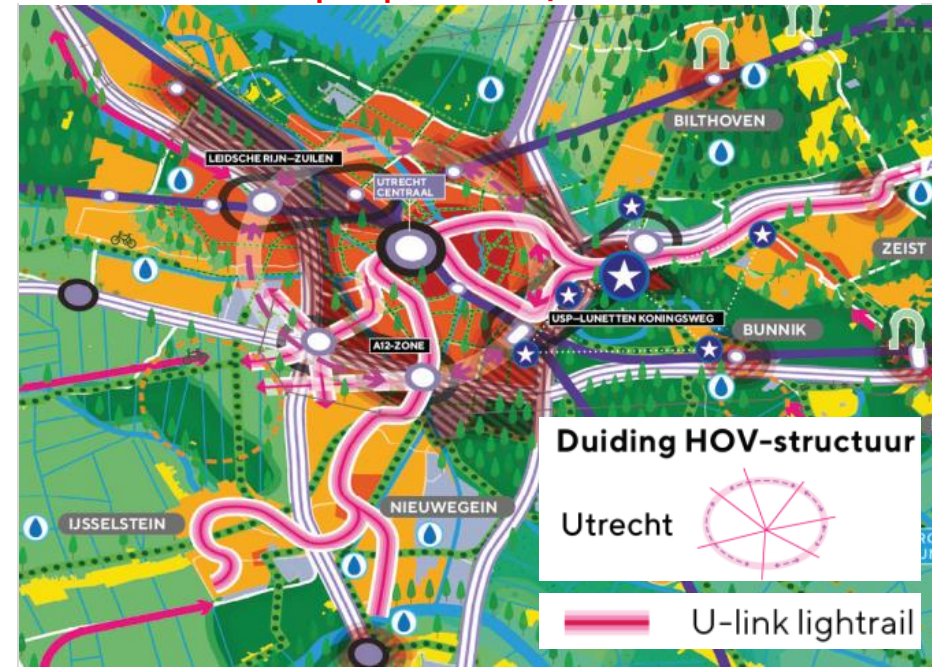 BILTHOVEN
LEIDSCHE RIJN–ZUILEN
UTRECHT
CENTRAAL
ZEIST
USP–LUNETTEN KONINGSWEG
BUNNIK
A12-ZONE
Duiding HOV-structuur
Utrecht
NIEUWEGEIN
IJSSELSTEIN
U-link lightrail